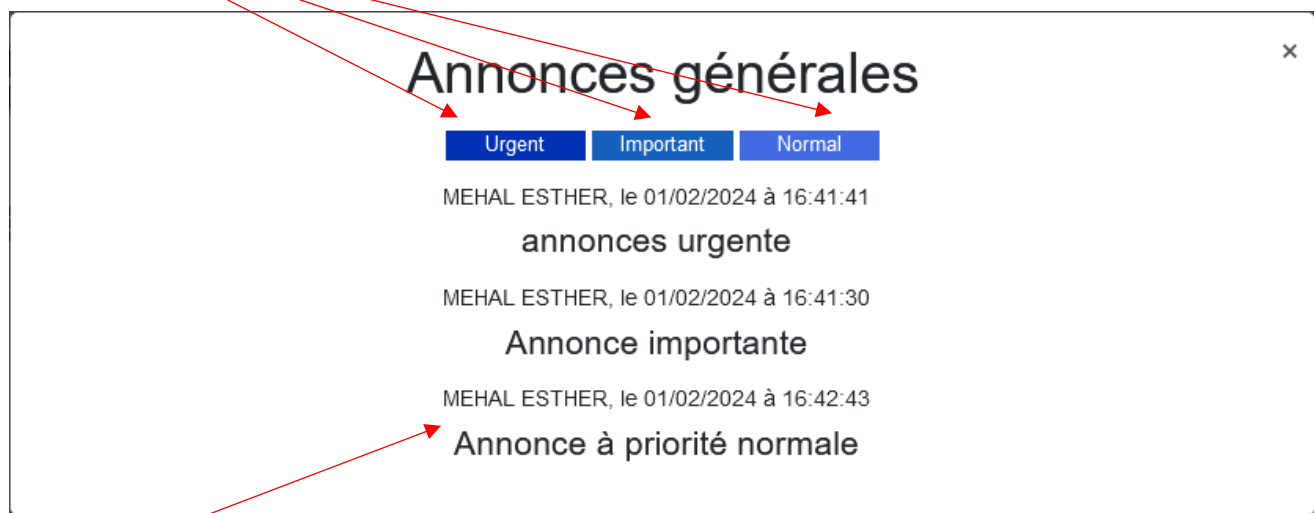 ×
Annonces générales
Urgent Important Normal
MEHAL ESTHER, le 01/02/2024 à 16:41:41
annonces urgente
MEHAL ESTHER, le 01/02/2024 à 16:41:30
Annonce importante
MEHAL ESTHER, le 01/02/2024 à 16:42:43
Annonce à priorité normale